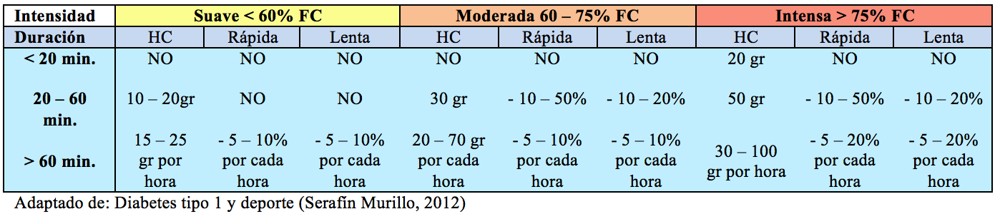 Intensidad Suave < 60% FC Moderada 60 – 75% FC Intensa > 75% FC
Duración HC Rápida Lenta HC Rápida Lenta HC Rápida Lenta
< 20 min. NO NO NO NO NO NO 20 gr NO NO
20 – 60 min. 10 – 20gr NO NO 30 gr - 10 – 50% - 10 – 20% 50 gr - 10 – 50% - 10 – 20%
> 60 min. 15 – 25 gr por hora - 5 – 10% por cada hora - 5 – 10% por cada hora 20 – 70 gr por cada hora - 5 – 10% por cada hora - 5 – 10% por cada hora 30 – 100 gr por hora - 5 – 20% por cada hora - 5 – 20% por cada hora
Adaptado de: Diabetes tipo 1 y deporte (Serafín Murillo, 2012)